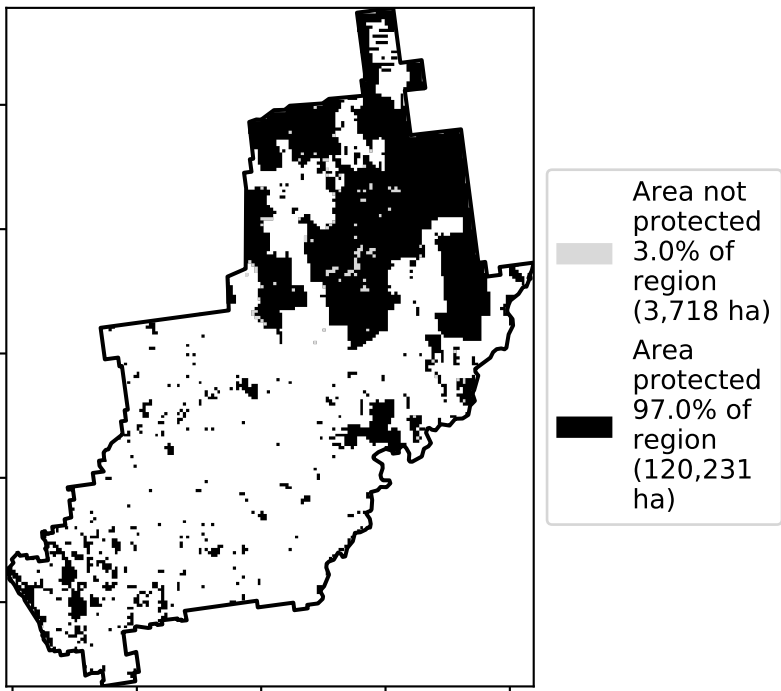 Area not
protected
3.0% of
region
(3,718 ha)
Area
protected
97.0% of
region
(120,231
ha)